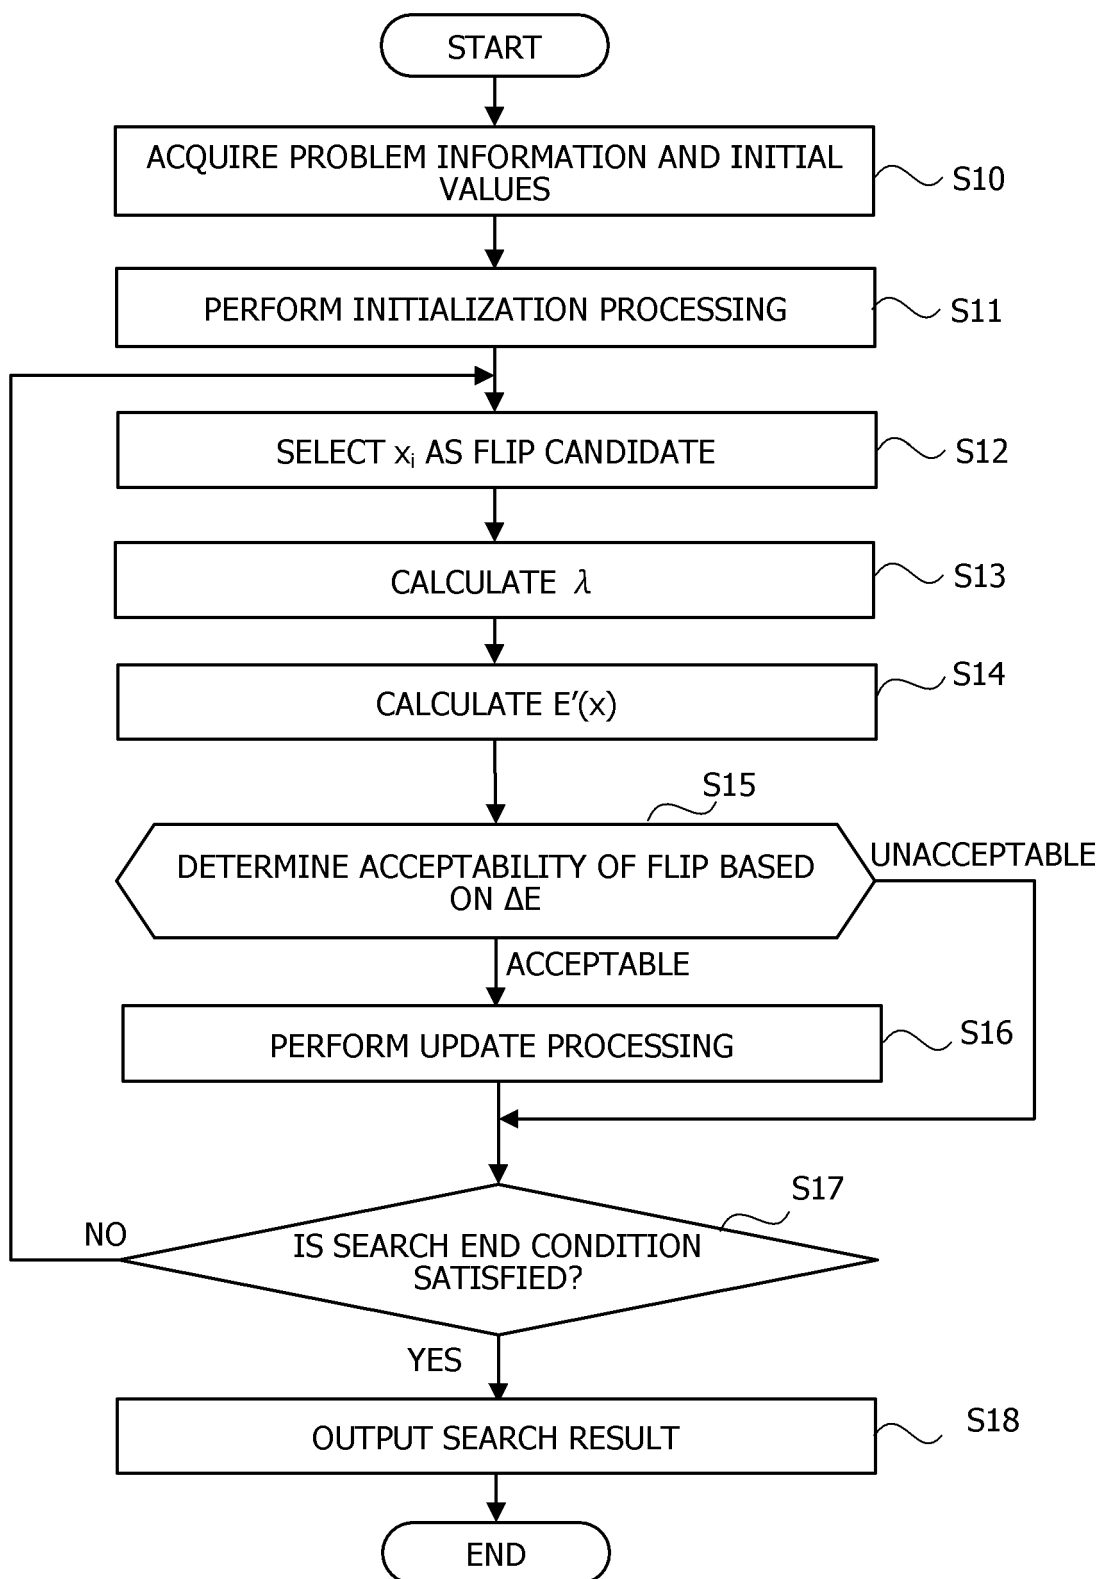 START
ACQUIRE PROBLEM INFORMATION AND INITIAL
VALUES
S10
PERFORM INITIALIZATION PROCESSING
S11
SELECT xᵢ AS FLIP CANDIDATE
S12
CALCULATE λ
S13
CALCULATE E′(x)
S14
S15
DETERMINE ACCEPTABILITY OF FLIP BASED
ON ΔE
UNACCEPTABLE
ACCEPTABLE
PERFORM UPDATE PROCESSING
S16
S17
IS SEARCH END CONDITION
SATISFIED?
NO
YES
OUTPUT SEARCH RESULT
S18
END